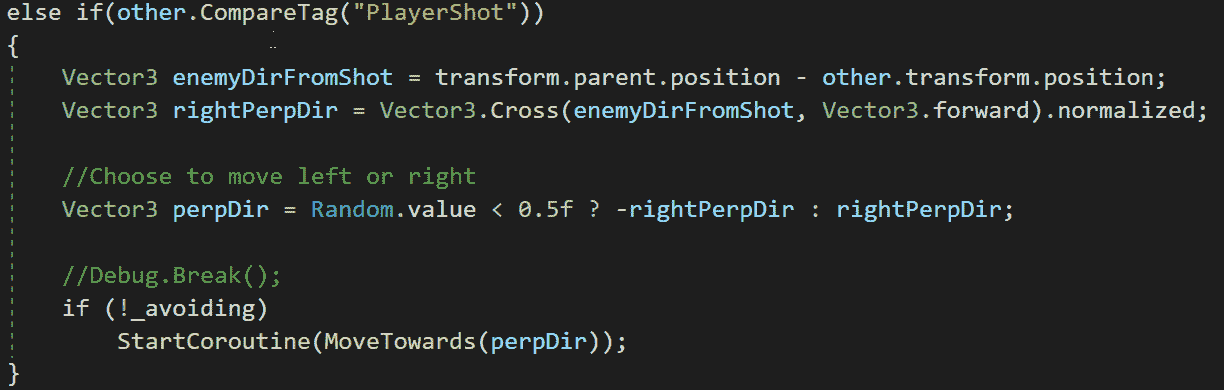 else if(other.CompareTag("PlayerShot"))
{
    Vector3 enemyDirFromShot = transform.parent.position - other.transform.position;
    Vector3 rightPerpDir = Vector3.Cross(enemyDirFromShot, Vector3.forward).normalized;

    //Choose to move left or right
    Vector3 perpDir = Random.value < 0.5f ? -rightPerpDir : rightPerpDir;

    //Debug.Break();
    if (!_avoiding)
        StartCoroutine(MoveTowards(perpDir));
}